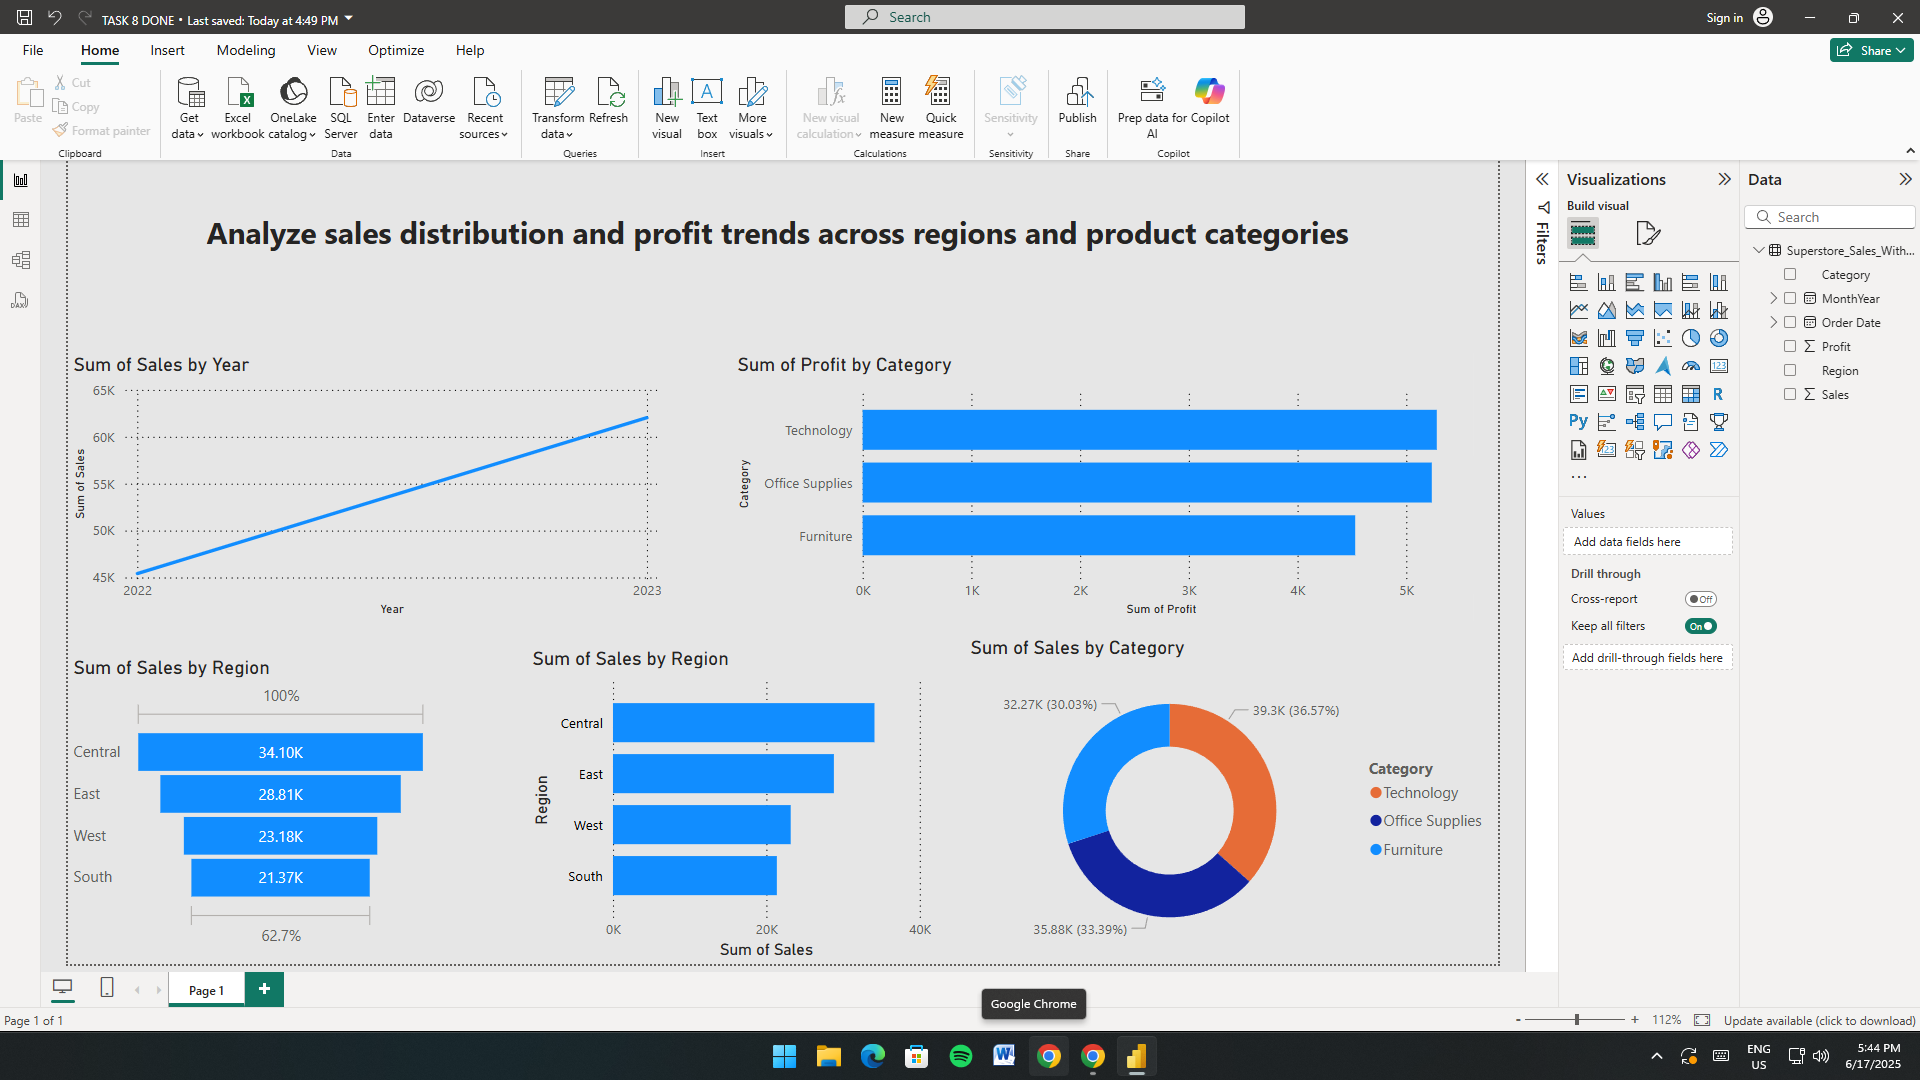 TASK 8 DONE • Last saved: Today at 4:49 PM
Search
Sign in
File
Home
Insert
Modeling
View
Optimize
Help
Share
Paste
Cut
Copy
Format painter
Clipboard
Get data
Excel workbook
OneLake catalog
SQL Server
Enter data
Dataverse
Recent sources
Data
Transform data
Refresh
Queries
New visual
Text box
More visuals
Insert
New visual calculation
New measure
Quick measure
Calculations
Sensitivity
Sensitivity
Publish
Share
Prep data for AI
Copilot
Copilot
Analyze sales distribution and profit trends across regions and product categories
Sum of Sales by Year
65K
60K
55K
50K
45K
Sum of Sales
2022
2023
Year
Sum of Profit by Category
Category
Technology
Office Supplies
Furniture
0K
1K
2K
3K
4K
5K
Sum of Profit
Sum of Sales by Region
100%
Central
34.10K
East
28.81K
West
23.18K
South
21.37K
62.7%
Sum of Sales by Region
Region
Central
East
West
South
0K
20K
40K
Sum of Sales
Sum of Sales by Category
32.27K (30.03%)
39.3K (36.57%)
35.88K (33.39%)
Category
Technology
Office Supplies
Furniture
Filters
Visualizations
Build visual
123
R
Py
123
...
Values
Add data fields here
Drill through
Cross-report
Off
Keep all filters
On
Add drill-through fields here
Data
Search
Superstore_Sales_With...
Category
MonthYear
Order Date
Profit
Region
Sales
DAX
Page 1
+
Google Chrome
Page 1 of 1
-
+
112%
Update available (click to download)
ENG
US
5:44 PM
6/17/2025